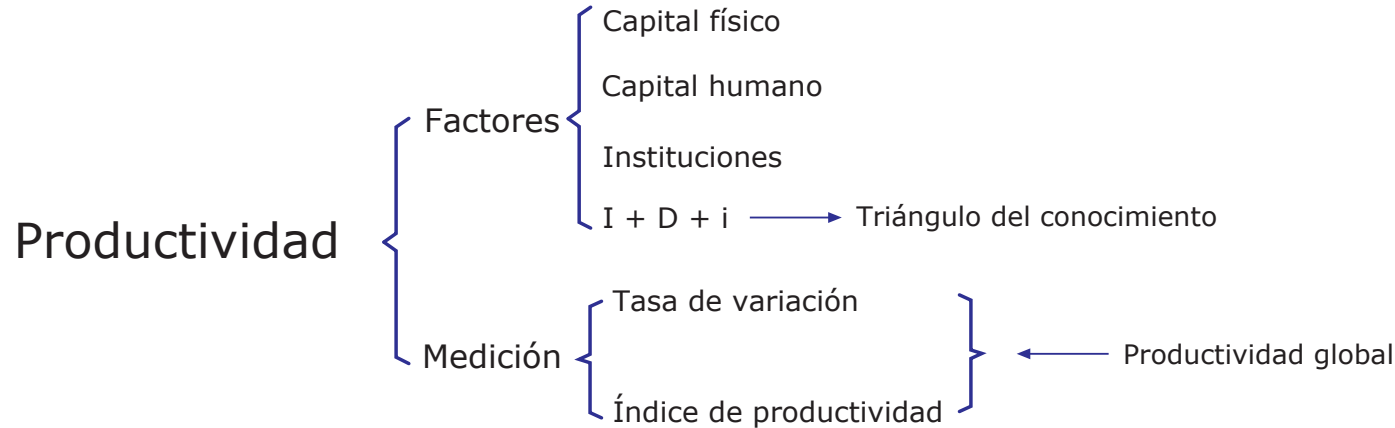 Productividad
Factores
Capital físico
Capital humano
Instituciones
I + D + i
Triángulo del conocimiento
Medición
Tasa de variación
Índice de productividad
Productividad global